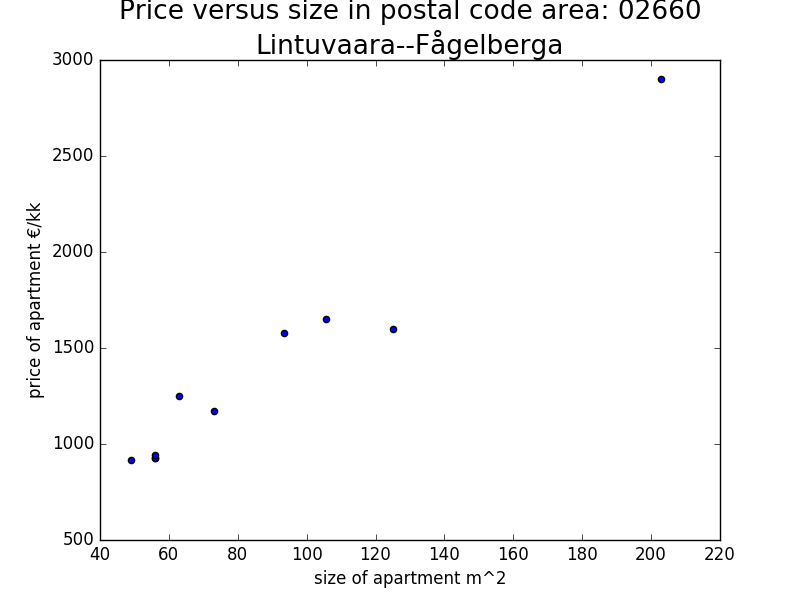 Price versus size in postal code area: 02660
Lintuvaara--Fågelberga
3000
2500
2000
1500
1000
500
price of apartment €/kk
40 60 80 100 120 140 160 180 200 220
size of apartment m^2